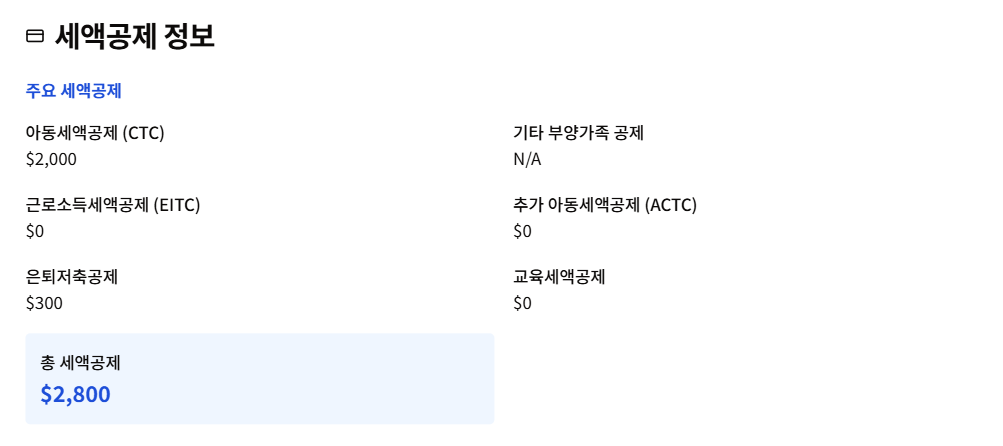 세액공제 정보
주요 세액공제
아동세액공제 (CTC)
$2,000
기타 부양가족 공제
N/A
근로소득세액공제 (EITC)
$0
추가 아동세액공제 (ACTC)
$0
은퇴저축공제
$300
교육세액공제
$0
총 세액공제
$2,800